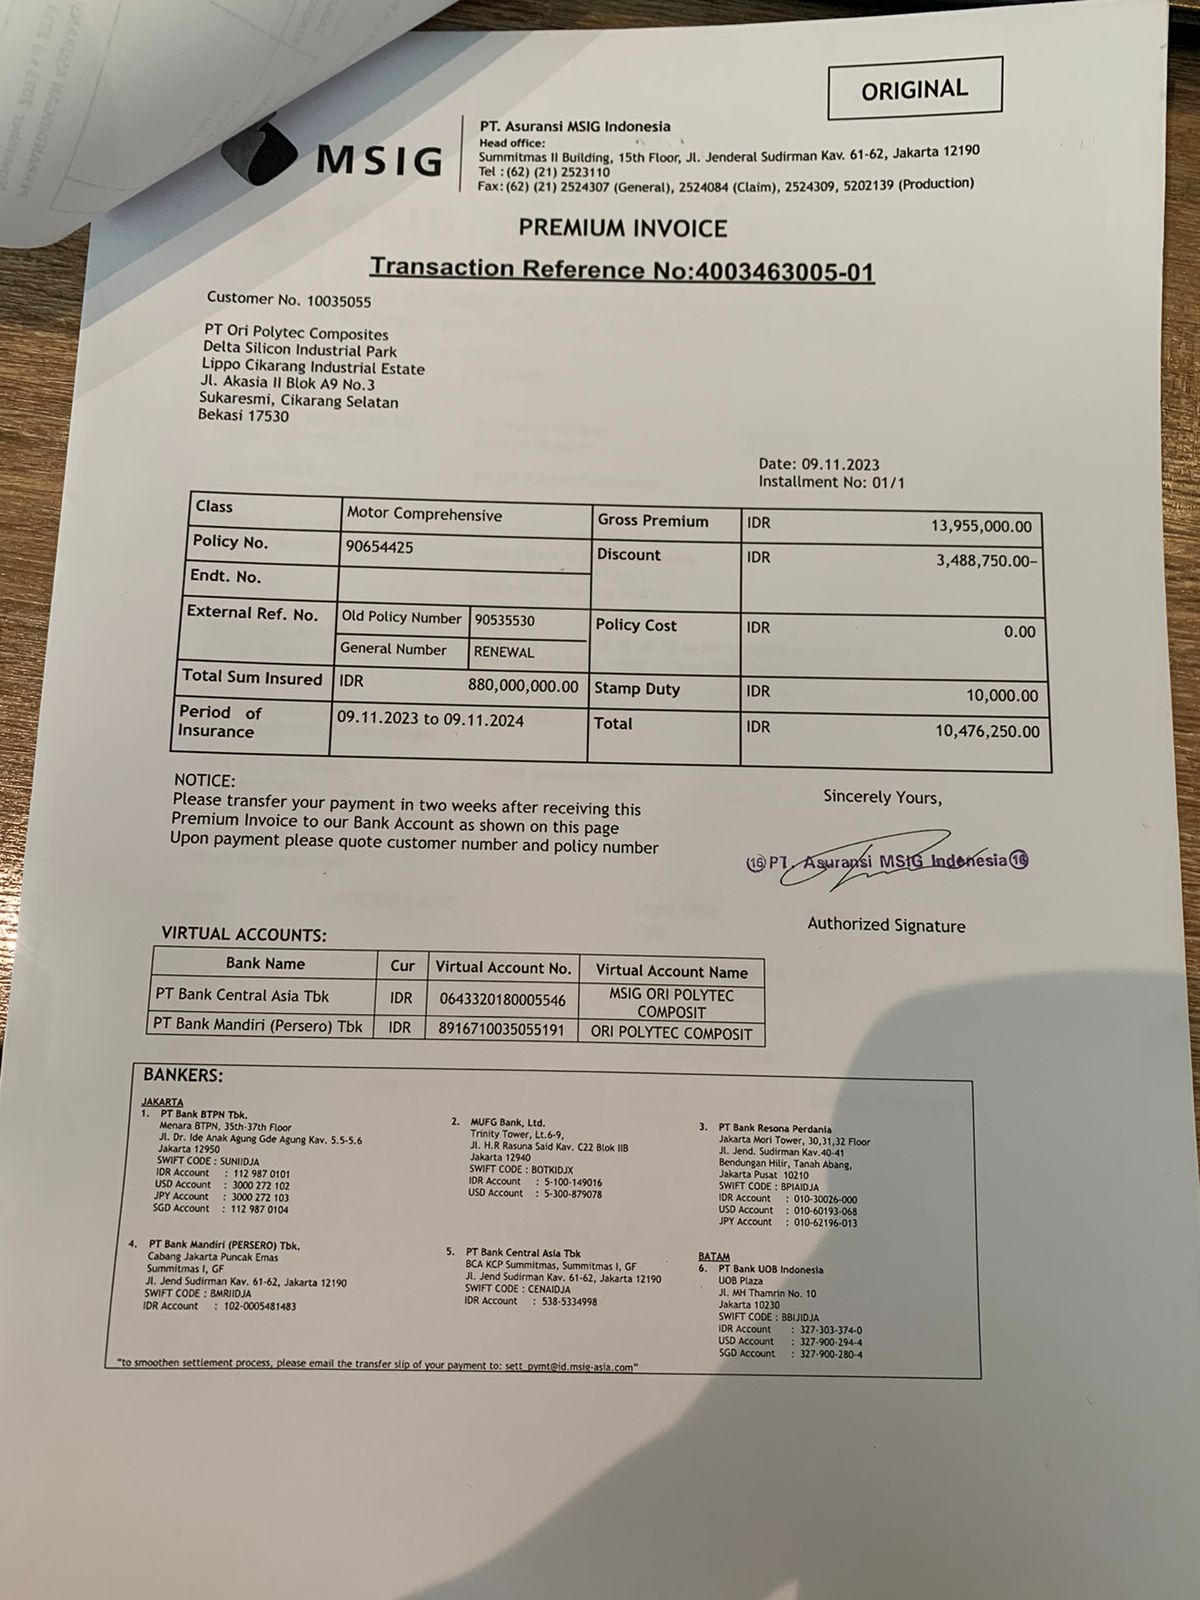 ORIGINAL
MSIG
PT. Asuransi MSIG Indonesia
Head office:
Summitmas II Building, 15th Floor, Jl. Jenderal Sudirman Kav. 61-62, Jakarta 12190
Tel :(62) (21) 2523110
Fax:(62) (21) 2524307 (General), 2524084 (Claim), 2524309, 5202139 (Production)
PREMIUM INVOICE
Transaction Reference No:4003463005-01
Customer No. 10035055
PT Ori Polytec Composites
Delta Silicon Industrial Park
Lippo Cikarang Industrial Estate
Jl. Akasia II Blok A9 No.3
Sukaresmi, Cikarang Selatan
Bekasi 17530
Date: 09.11.2023
Installment No: 01/1
Class Motor Comprehensive Gross Premium IDR 13,955,000.00
Policy No. 90654425 Discount IDR 3,488,750.00-
Endt. No.
External Ref. No. Old Policy Number 90535530 Policy Cost IDR 0.00
General Number RENEWAL
Total Sum Insured IDR 880,000,000.00 Stamp Duty IDR 10,000.00
Period of Insurance 09.11.2023 to 09.11.2024 Total IDR 10,476,250.00
NOTICE:
Please transfer your payment in two weeks after receiving this
Premium Invoice to our Bank Account as shown on this page
Upon payment please quote customer number and policy number
Sincerely Yours,
16 PT. Asuransi MSIG Indonesia 16
Authorized Signature
VIRTUAL ACCOUNTS:
Bank Name Cur Virtual Account No. Virtual Account Name
PT Bank Central Asia Tbk IDR 0643320180005546 MSIG ORI POLYTEC COMPOSIT
PT Bank Mandiri (Persero) Tbk IDR 8916710035055191 ORI POLYTEC COMPOSIT
BANKERS:
JAKARTA
1. PT Bank BTPN Tbk.
Menara BTPN, 35th-37th Floor
Jl. Dr. Ide Anak Agung Gde Agung Kav. 5.5-5.6
Jakarta 12950
SWIFT CODE : SUNIIDJA
IDR Account : 112 987 0101
USD Account : 3000 272 102
JPY Account : 3000 272 103
SGD Account : 112 987 0104
2. MUFG Bank, Ltd.
Trinity Tower, Lt.6-9,
Jl. H.R Rasuna Said Kav. C22 Blok IIB
Jakarta 12940
SWIFT CODE : BOTKIDJX
IDR Account : 5-100-149016
USD Account : 5-300-879078
3. PT Bank Resona Perdania
Jakarta Mori Tower, 30,31,32 Floor
Jl. Jend. Sudirman Kav.40-41
Bendungan Hilir, Tanah Abang,
Jakarta Pusat 10210
SWIFT CODE : BPIAIDJA
IDR Account : 010-30026-000
USD Account : 010-60193-068
JPY Account : 010-62196-013
4. PT Bank Mandiri (PERSERO) Tbk.
Cabang Jakarta Puncak Emas
Summitmas I, GF
Jl. Jend Sudirman Kav. 61-62, Jakarta 12190
SWIFT CODE : BMRIIDJA
IDR Account : 102-0005481483
5. PT Bank Central Asia Tbk
BCA KCP Summitmas, Summitmas I, GF
Jl. Jend Sudirman Kav. 61-62, Jakarta 12190
SWIFT CODE : CENAIDJA
IDR Account : 538-5334998
BATAM
6. PT Bank UOB Indonesia
UOB Plaza
Jl. MH Thamrin No. 10
Jakarta 10230
SWIFT CODE : BBIJIDJA
IDR Account : 327-303-374-0
USD Account : 327-900-294-4
SGD Account : 327-900-280-4
"to smoothen settlement process, please email the transfer slip of your payment to: sett_pymt@id.msig-asia.com"